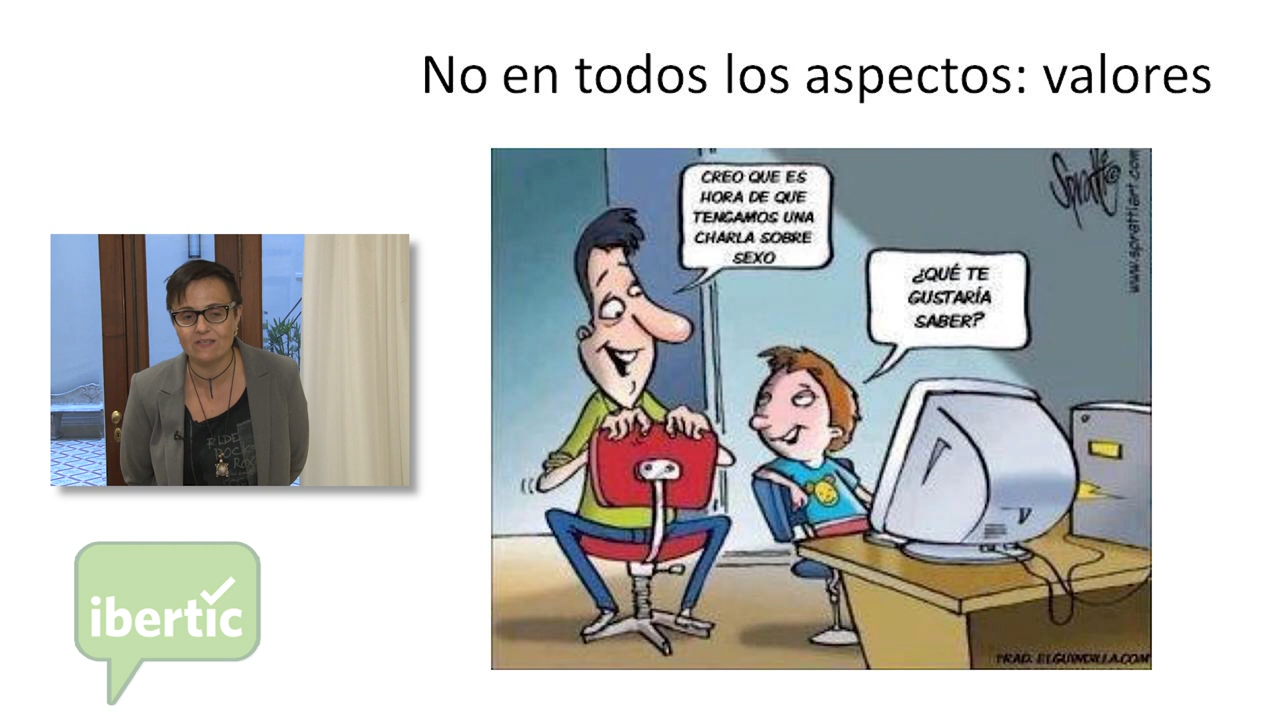 No en todos los aspectos: valores
CREO QUE ES
HORA DE QUE
TENGAMOS UNA
CHARLA SOBRE
SEXO
¿QUÉ TE
GUSTARÍA
SABER?
www.sprattiart.com
ibertic
TRAD. ELGUINDILLA.COM